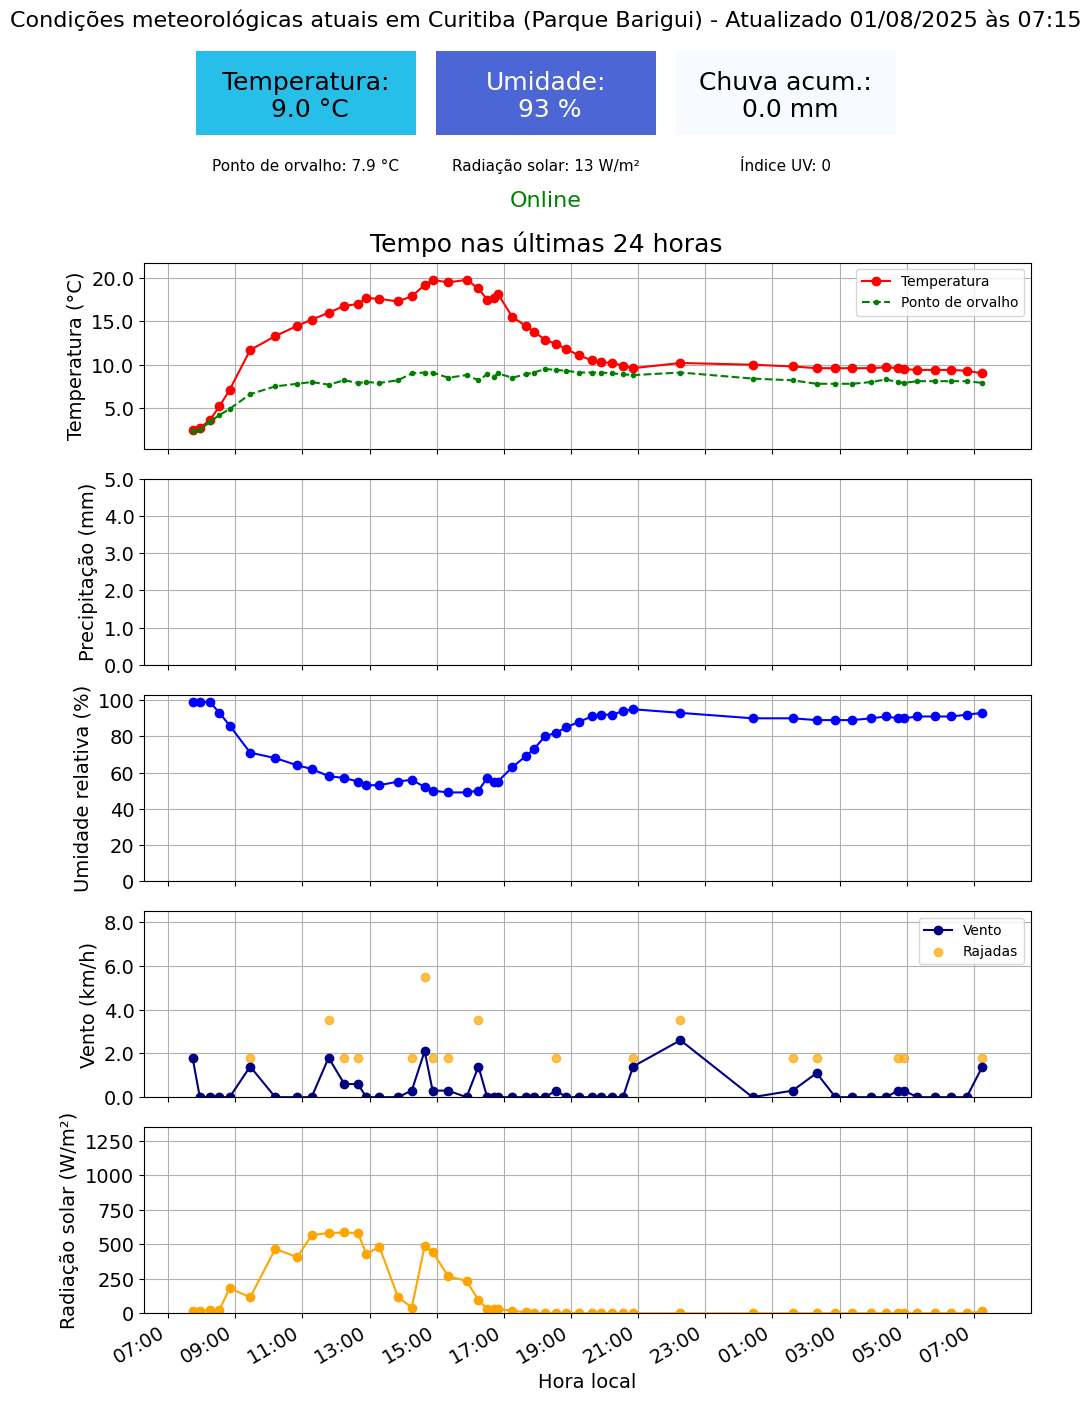 Condições meteorológicas atuais em Curitiba (Parque Barigui) - Atualizado 01/08/2025 às 07:15
Temperatura:
9.0 °C
Umidade:
93 %
Chuva acum.:
0.0 mm
Ponto de orvalho: 7.9 °C
Radiação solar: 13 W/m²
Índice UV: 0
Online
Tempo nas últimas 24 horas
Temperatura (°C)
20.0
15.0
10.0
5.0
Temperatura
Ponto de orvalho
Precipitação (mm)
5.0
4.0
3.0
2.0
1.0
0.0
Umidade relativa (%)
100
80
60
40
20
0
Vento (km/h)
8.0
6.0
4.0
2.0
0.0
Vento
Rajadas
Radiação solar (W/m²)
1250
1000
750
500
250
0
07:00
09:00
11:00
13:00
15:00
17:00
19:00
21:00
23:00
01:00
03:00
05:00
07:00
Hora local